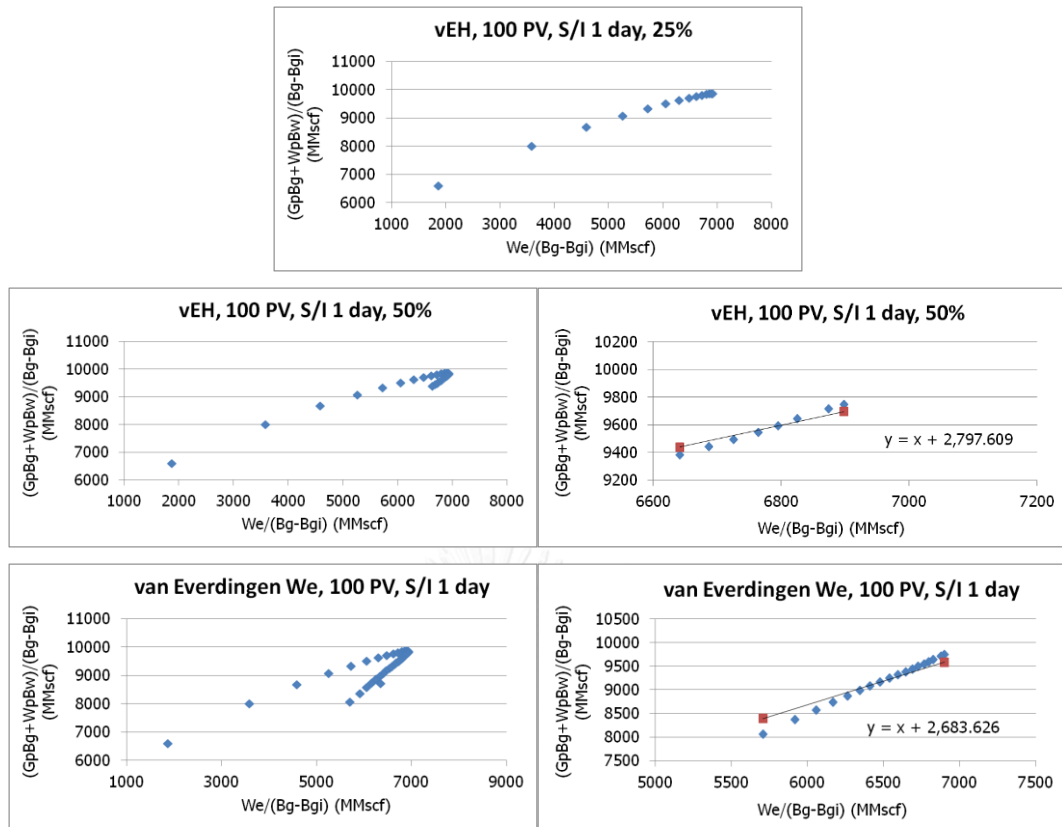 vEH, 100 PV, S/I 1 day, 25%
(GpBg+WpBw)/(Bg-Bgi)
(MMscf)
11000
10000
9000
8000
7000
6000
1000 2000 3000 4000 5000 6000 7000 8000
We/(Bg-Bgi) (MMscf)
vEH, 100 PV, S/I 1 day, 50%
(GpBg+WpBw)/(Bg-Bgi)
(MMscf)
11000
10000
9000
8000
7000
6000
1000 2000 3000 4000 5000 6000 7000 8000
We/(Bg-Bgi) (MMscf)
vEH, 100 PV, S/I 1 day, 50%
(GpBg+WpBw)/(Bg-Bgi)
(MMscf)
10200
10000
9800
9600
9400
9200
y = x + 2,797.609
6600 6800 7000 7200
We/(Bg-Bgi) (MMscf)
van Everdingen We, 100 PV, S/I 1 day
(GpBg+WpBw)/(Bg-Bgi)
(MMscf)
11000
10000
9000
8000
7000
6000
1000 3000 5000 7000 9000
We/(Bg-Bgi) (MMscf)
van Everdingen We, 100 PV, S/I 1 day
(GpBg+WpBw)/(Bg-Bgi)
(MMscf)
10500
10000
9500
9000
8500
8000
7500
y = x + 2,683.626
5000 5500 6000 6500 7000 7500
We/(Bg-Bgi) (MMscf)